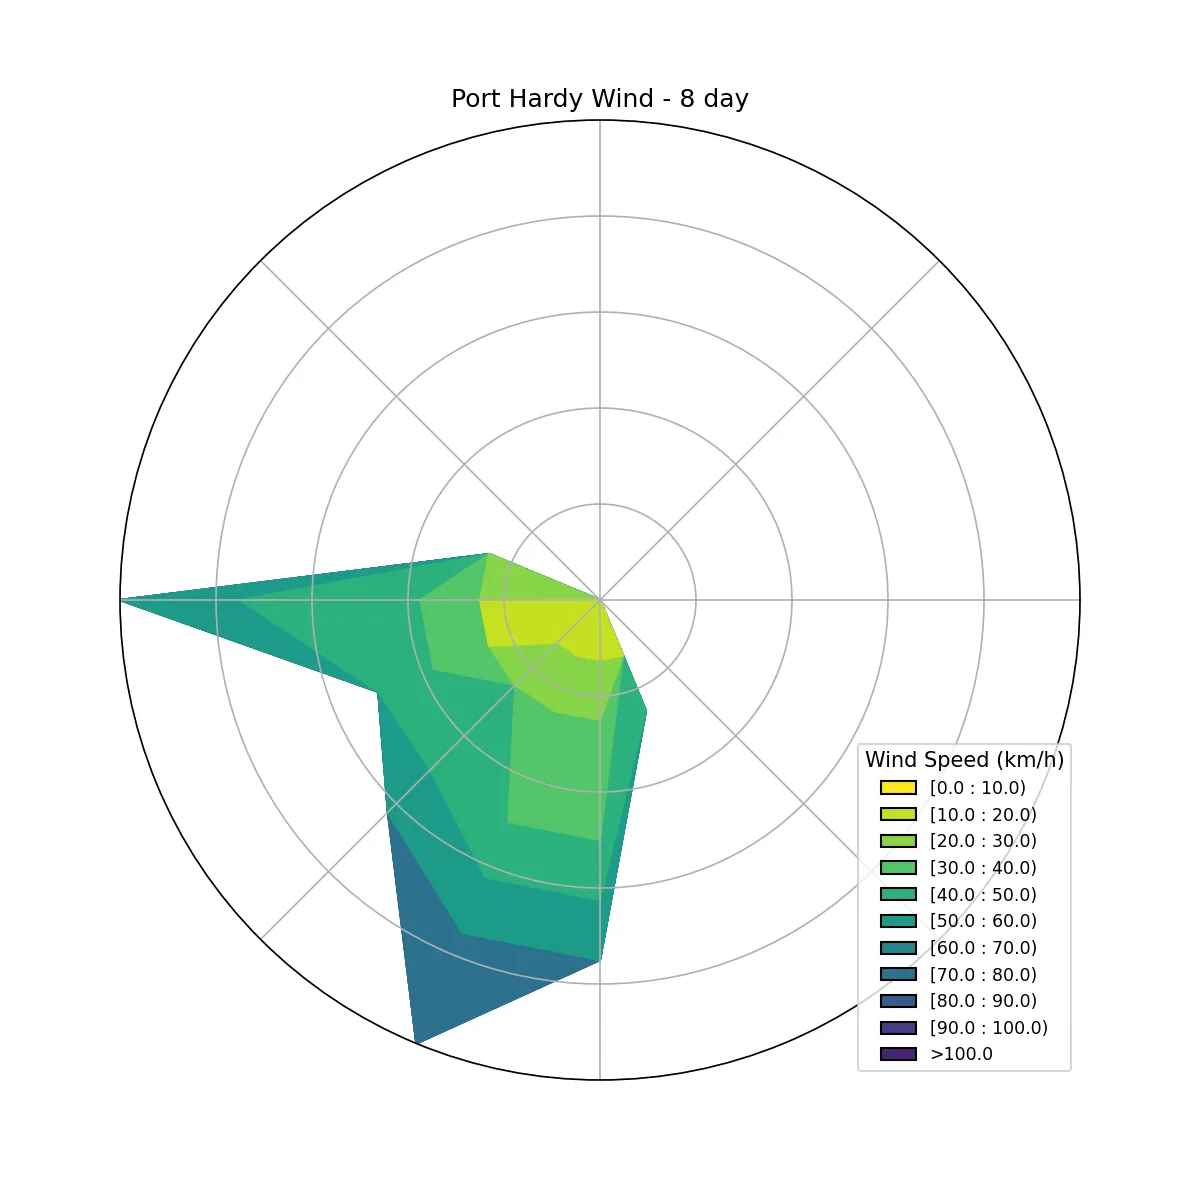 Port Hardy Wind - 8 day
Wind Speed (km/h)
[0.0 : 10.0)
[10.0 : 20.0)
[20.0 : 30.0)
[30.0 : 40.0)
[40.0 : 50.0)
[50.0 : 60.0)
[60.0 : 70.0)
[70.0 : 80.0)
[80.0 : 90.0)
[90.0 : 100.0)
>100.0